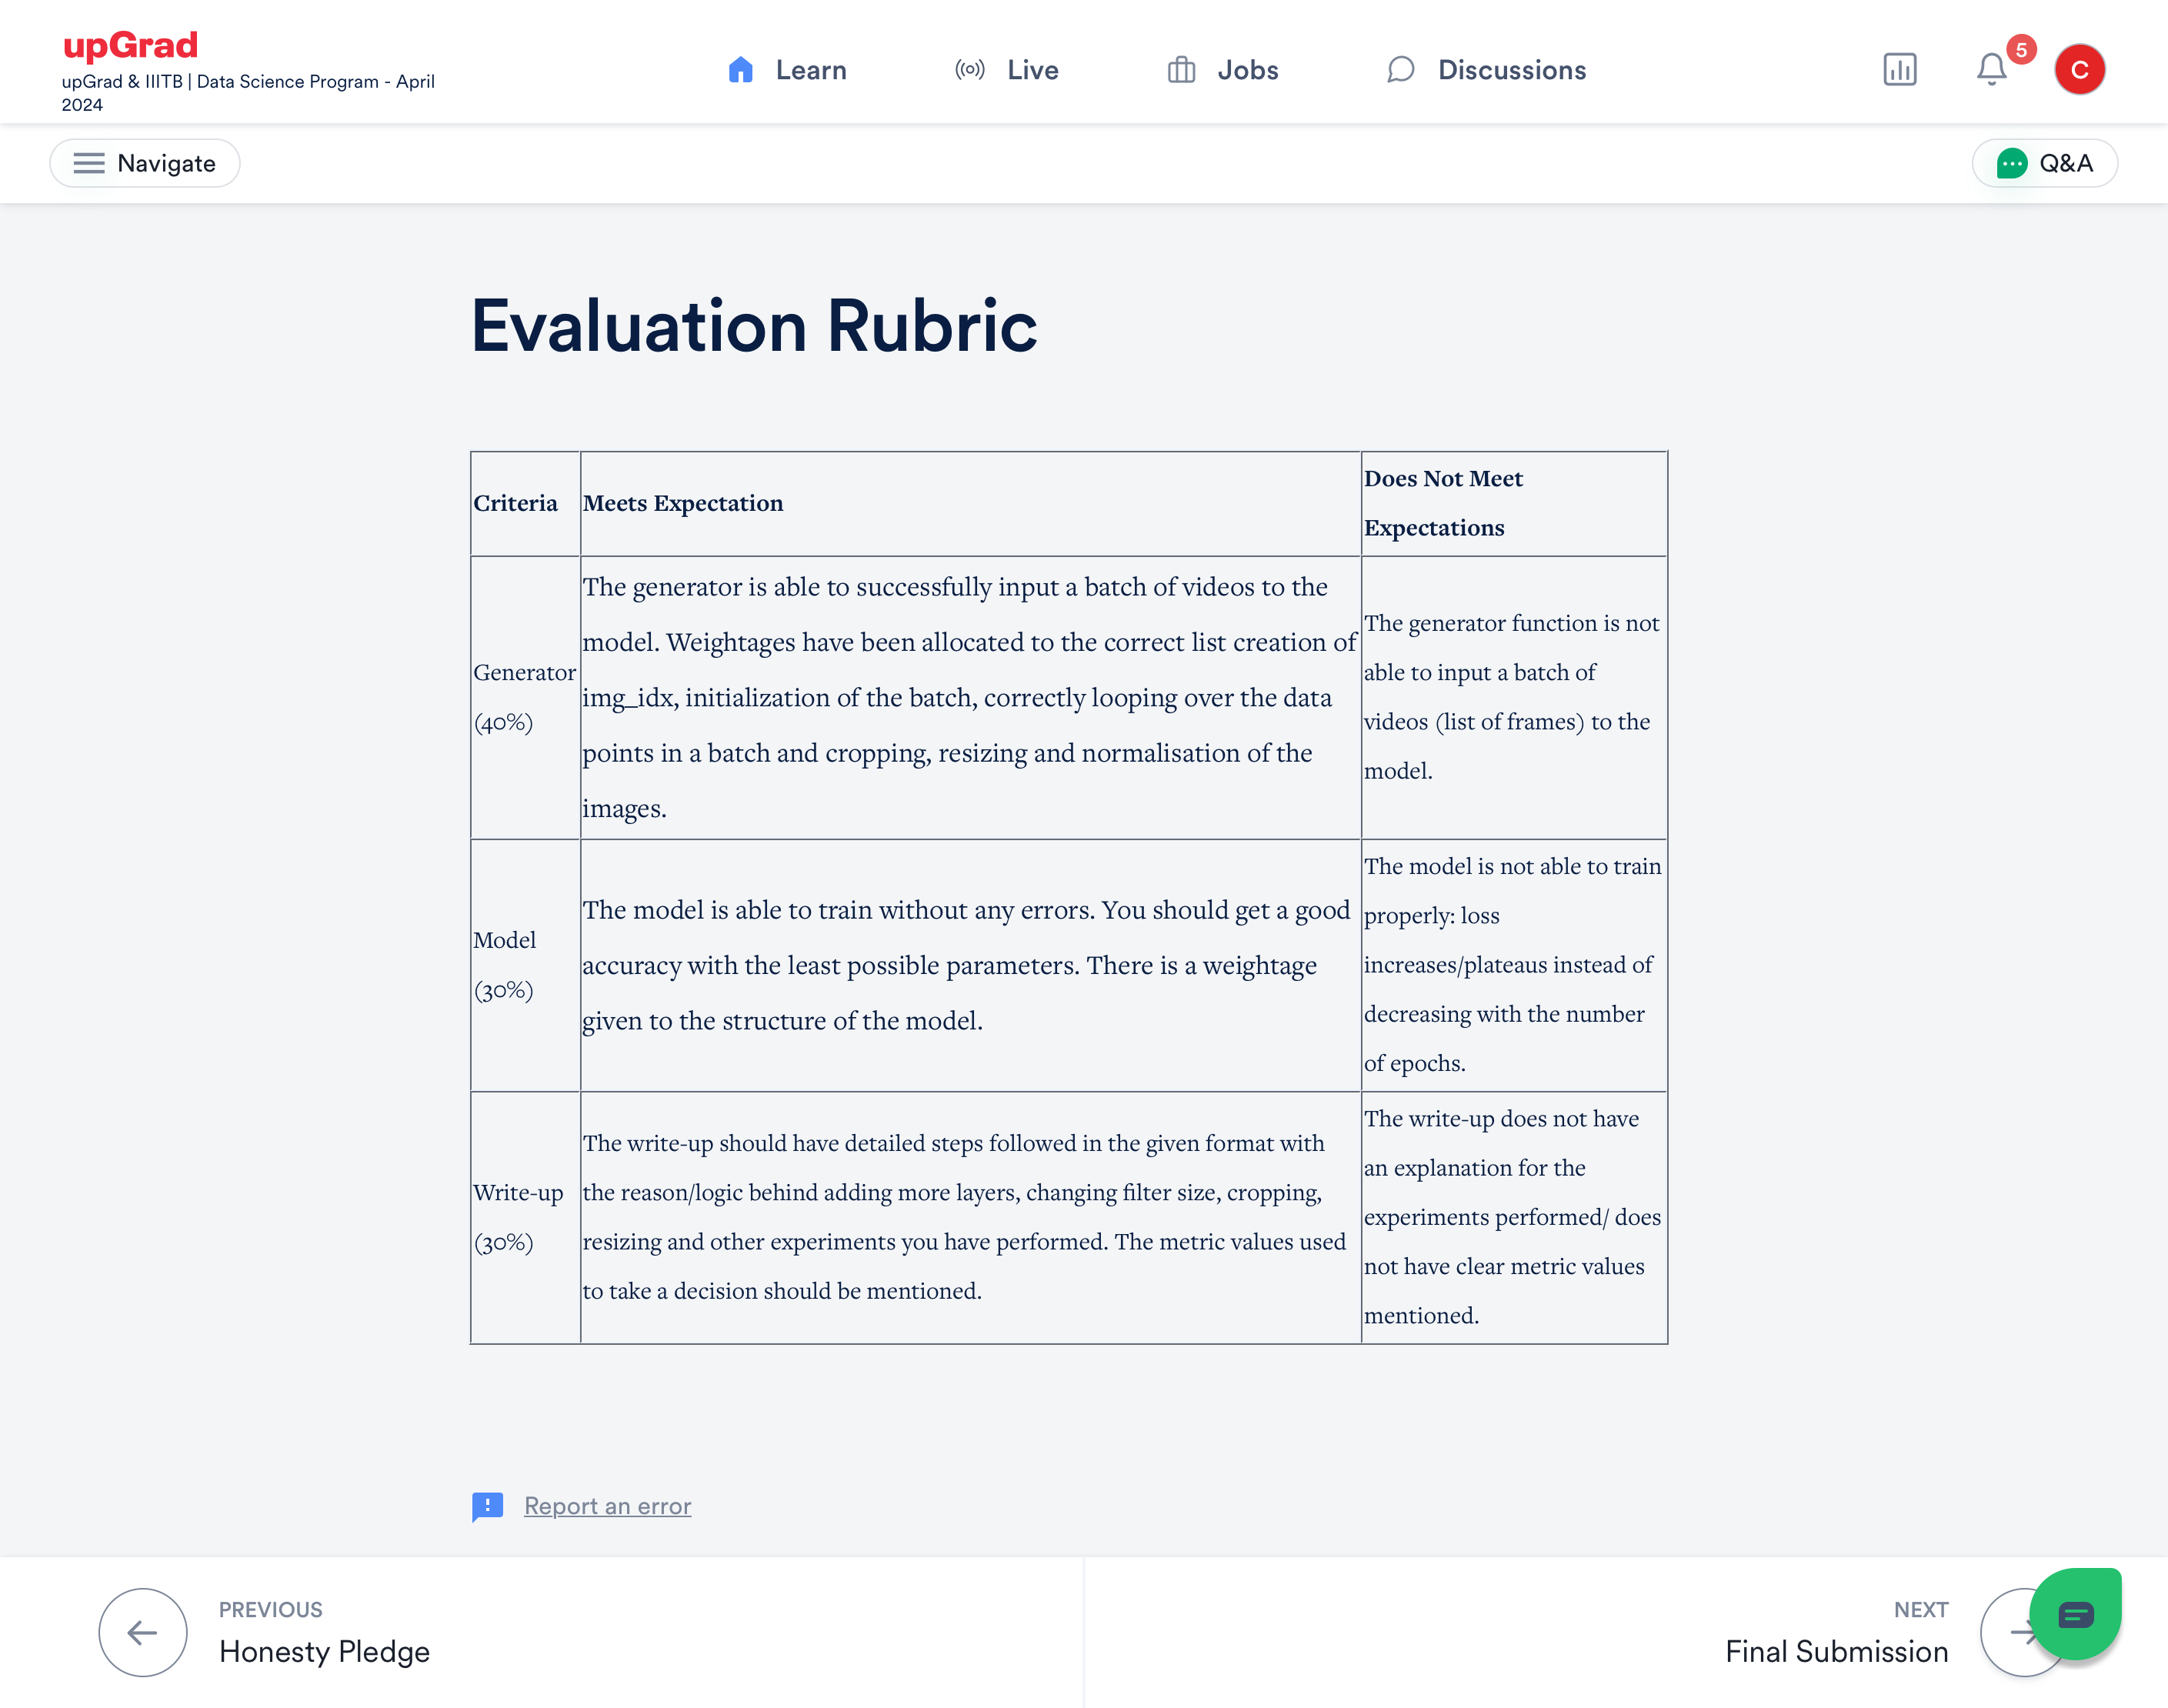 upGrad
upGrad & IIITB | Data Science Program - April
2024
Learn
Live
Jobs
Discussions
5
C
Navigate
Q&A
Evaluation Rubric
Criteria
Meets Expectation
Does Not Meet
Expectations
Generator
(40%)
The generator is able to successfully input a batch of videos to the
model. Weightages have been allocated to the correct list creation of
img_idx, initialization of the batch, correctly looping over the data
points in a batch and cropping, resizing and normalisation of the
images.
The generator function is not
able to input a batch of
videos (list of frames) to the
model.
Model
(30%)
The model is able to train without any errors. You should get a good
accuracy with the least possible parameters. There is a weightage
given to the structure of the model.
The model is not able to train
properly: loss
increases/plateaus instead of
decreasing with the number
of epochs.
Write-up
(30%)
The write-up should have detailed steps followed in the given format with
the reason/logic behind adding more layers, changing filter size, cropping,
resizing and other experiments you have performed. The metric values used
to take a decision should be mentioned.
The write-up does not have
an explanation for the
experiments performed/ does
not have clear metric values
mentioned.
Report an error
PREVIOUS
Honesty Pledge
NEXT
Final Submission